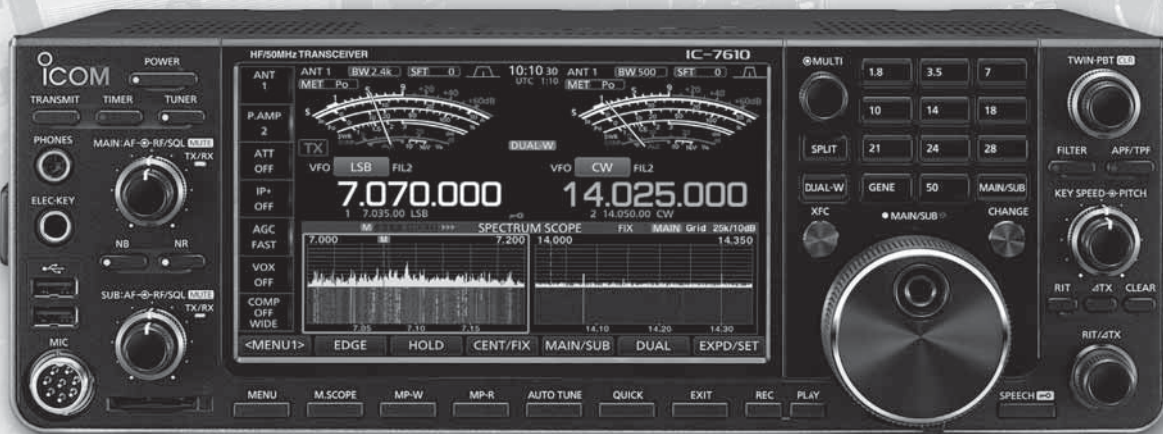 HF/50MHz TRANSCEIVER IC-7610
ICOM
POWER
TRANSMIT TIMER TUNER
PHONES
MAIN:AF RF/SQL MUTE
TX/RX
ELEC-KEY
NB NR
SUB:AF RF/SQL MUTE
TX/RX
MIC
ANT
1
P.AMP
2
ATT
OFF
IP+
OFF
AGC
FAST
VOX
OFF
COMP
OFF
WIDE
ANT 1 BW 2.4k SFT 0
MET Po
10:10 30
UTC 1:10
ANT 1 BW 500 SFT 0
MET Po
TX
DUAL-W
VFO LSB FIL2
7.070.000
1 7.035.00 LSB
VFO CW FIL2
14.025.000
2 14.050.00 CW
SPECTRUM SCOPE FIX MAIN Grid 25k/10dB
7.000 M 7.200 14.000 14.350
7.05 7.10 7.15 14.10 14.20 14.30
<MENU1> EDGE HOLD CENT/FIX MAIN/SUB DUAL EXPD/SET
MENU M.SCOPE MP-W MP-R AUTO TUNE QUICK EXIT REC PLAY
MULTI
1.8 3.5 7
10 14 18
SPLIT 21 24 28
DUAL-W GENE 50 MAIN/SUB
XFC MAIN/SUB CHANGE
SPEECH
TWIN-PBT CLR
FILTER APF/TPF
KEY SPEED PITCH
RIT ⊿TX CLEAR
RIT/⊿TX